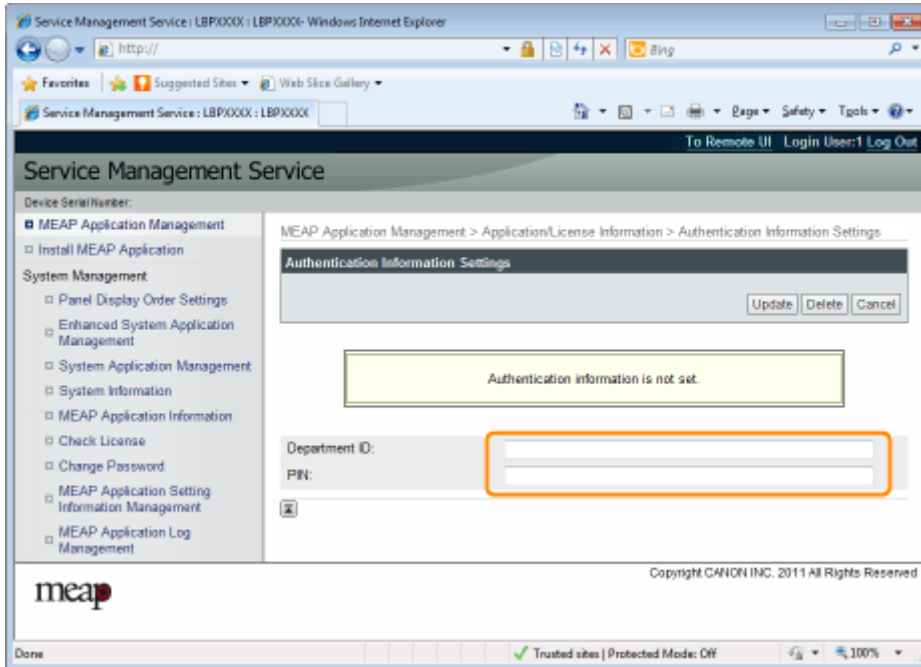 Service Management Service : LBPXXXX : LBPXXXX - Windows Internet Explorer
http://
Bing
Favorites Suggested Sites Web Slice Gallery
Service Management Service : LBPXXXX : LBPXXXX
Page Safety Tools
To Remote UI Login User:1 Log Out
Service Management Service
Device Serial Number:
MEAP Application Management
Install MEAP Application
System Management
Panel Display Order Settings
Enhanced System Application
Management
System Application Management
System Information
MEAP Application Information
Check License
Change Password
MEAP Application Setting
Information Management
MEAP Application Log
Management
MEAP Application Management > Application/License Information > Authentication Information Settings
Authentication Information Settings
Update Delete Cancel
Authentication information is not set.
Department ID:
PIN:
Copyright CANON INC. 2011 All Rights Reserved
meap
Done Trusted sites | Protected Mode: Off 100%